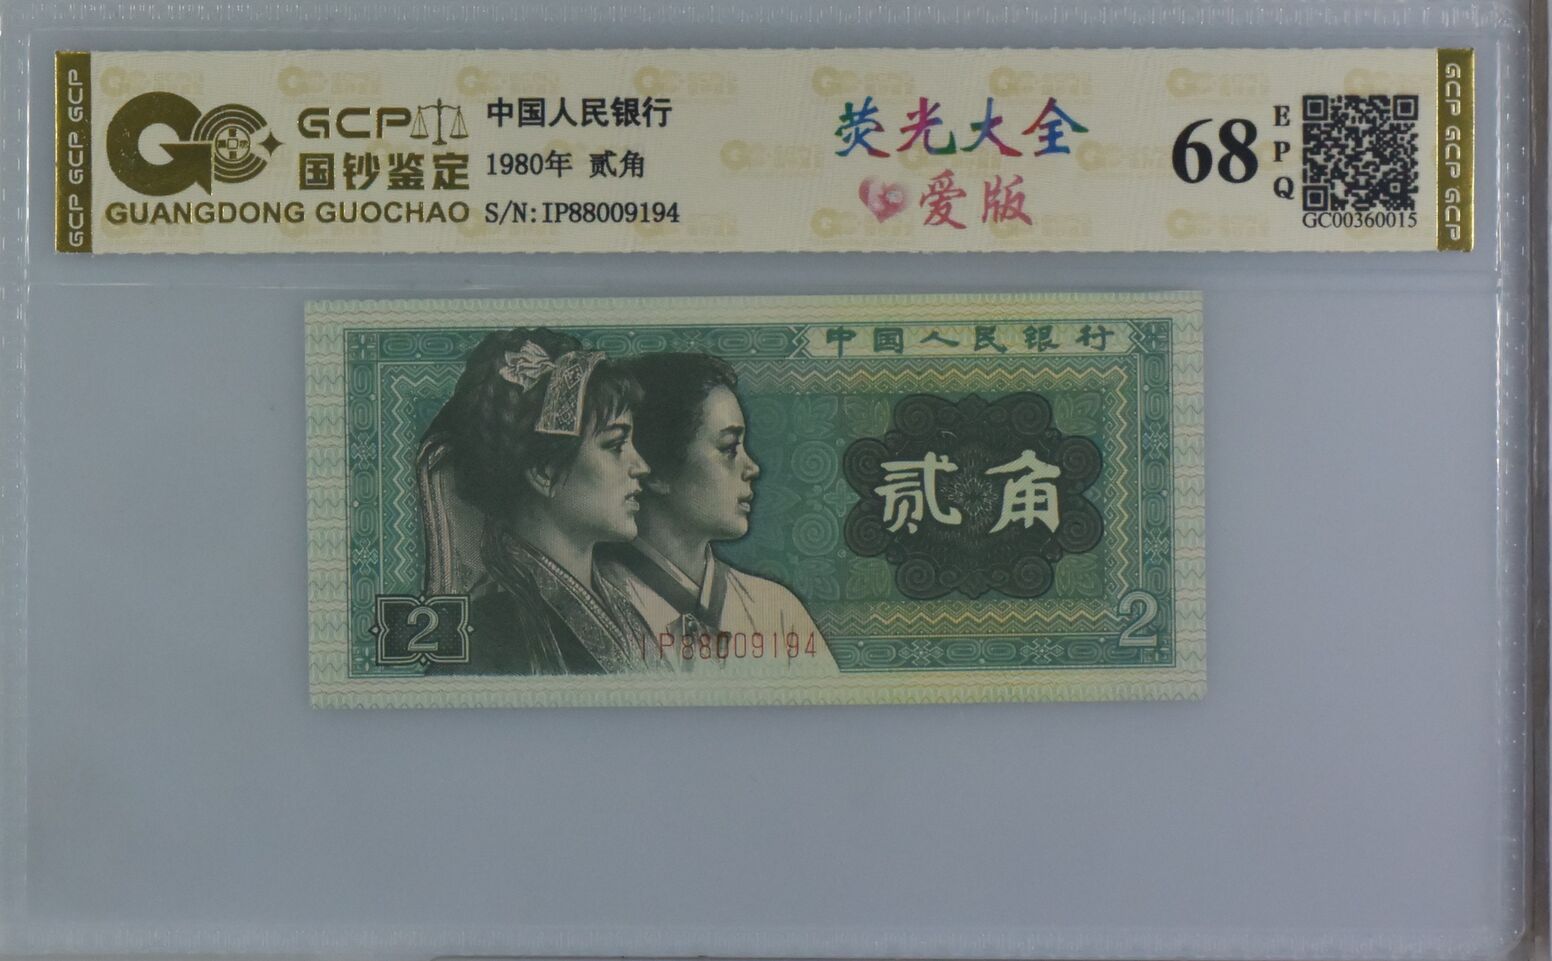 GCP GCP GCP
GCP
国钞鉴定
GUANGDONG GUOCHAO
中国人民银行
1980年 贰角
S/N:IP88009194
荧光大全
爱版
68
EPQ
GC00360015
GCP GCP GCP
中国人民银行
贰角
2
2
IP88009194